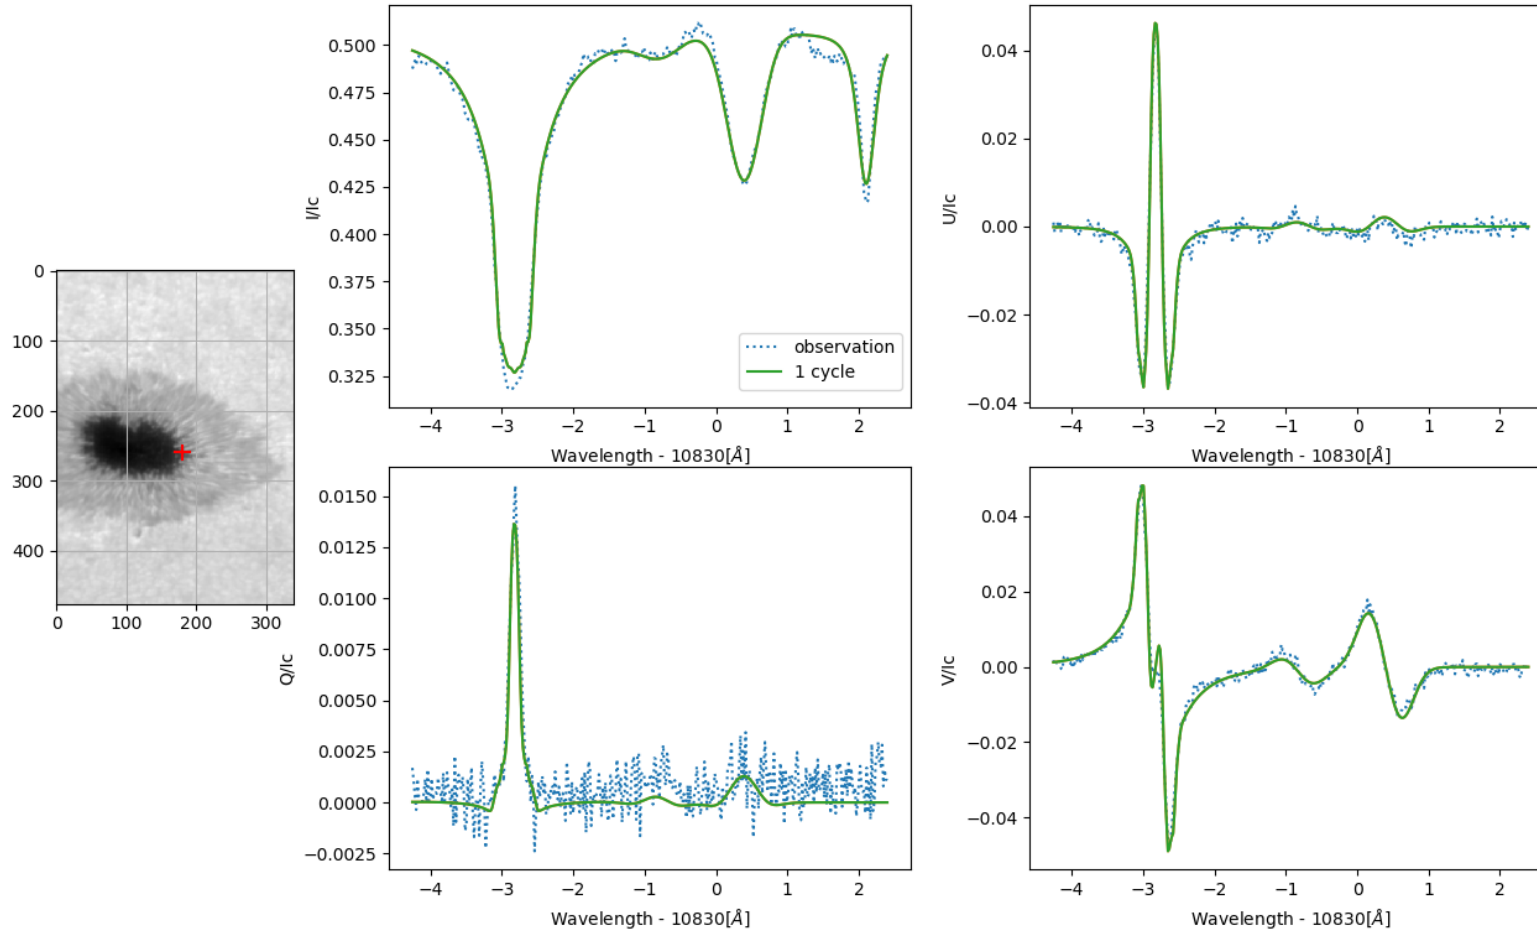 0
100
200
300
400
0 100 200 300
I/Ic
0.500
0.475
0.450
0.425
0.400
0.375
0.350
0.325
observation
1 cycle
−4 −3 −2 −1 0 1 2
Wavelength - 10830[Å]
U/Ic
0.04
0.02
0.00
−0.02
−0.04
−4 −3 −2 −1 0 1 2
Wavelength - 10830[Å]
Q/Ic
0.0150
0.0125
0.0100
0.0075
0.0050
0.0025
0.0000
−0.0025
−4 −3 −2 −1 0 1 2
Wavelength - 10830[Å]
V/Ic
0.04
0.02
0.00
−0.02
−0.04
−4 −3 −2 −1 0 1 2
Wavelength - 10830[Å]